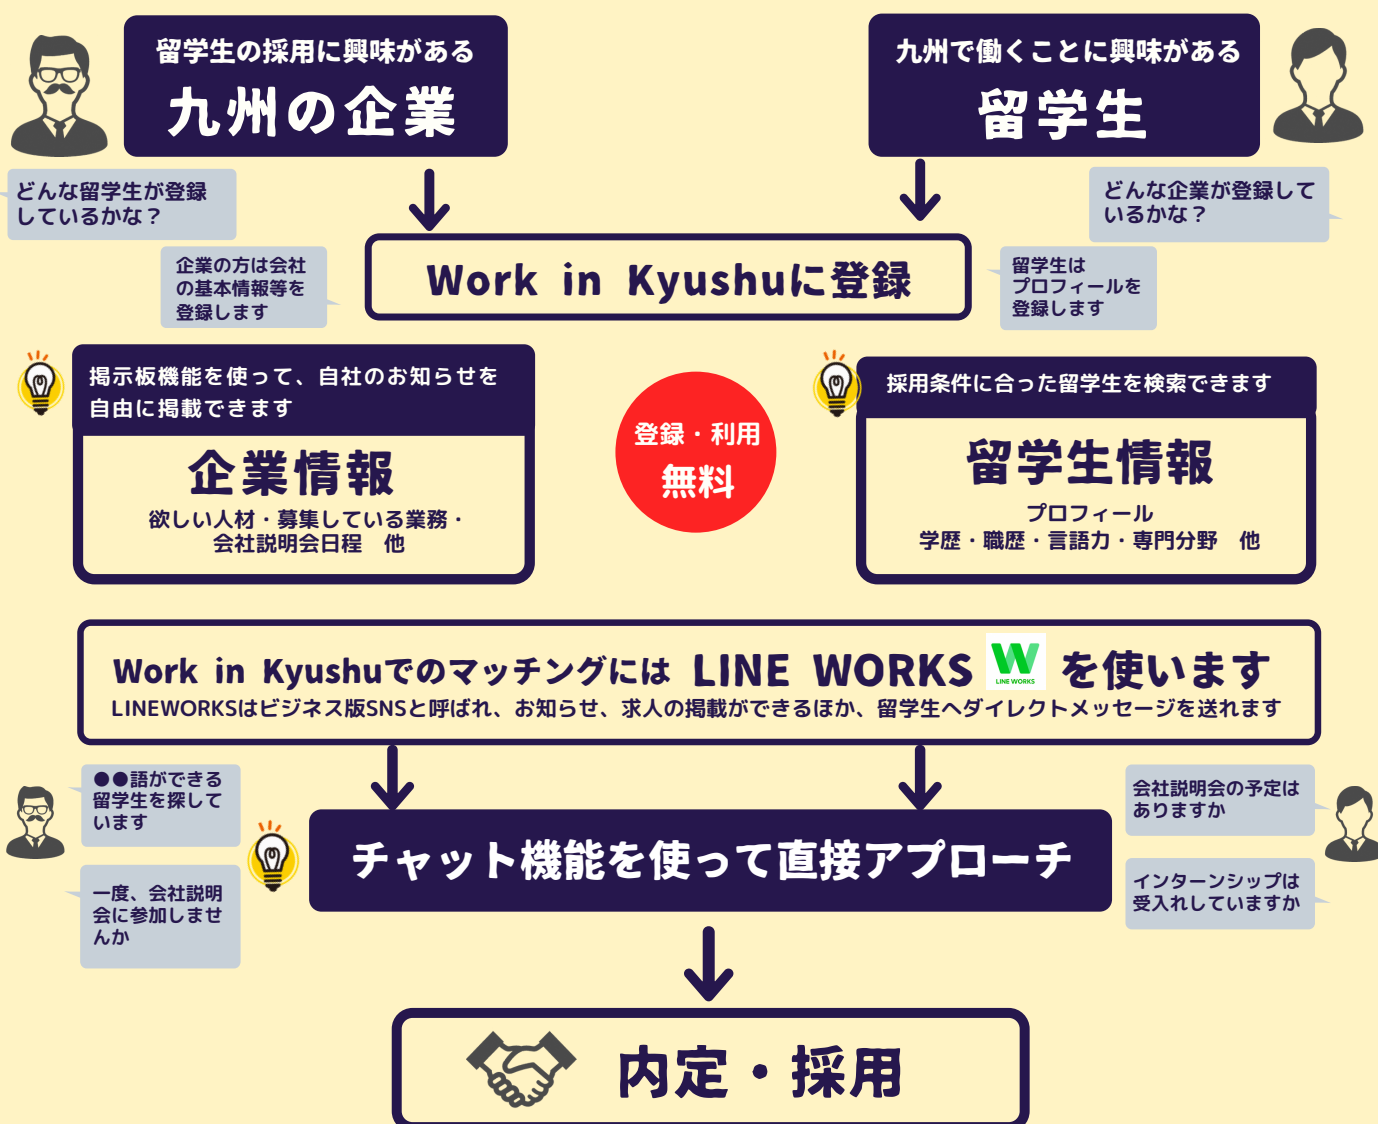 留学生の採用に興味がある
九州の企業
九州で働くことに興味がある
留学生
どんな留学生が登録
しているかな？
どんな企業が登録して
いるかな？
企業の方は会社
の基本情報等を
登録します
Work in Kyushuに登録
留学生は
プロフィールを
登録します
掲示板機能を使って、自社のお知らせを
自由に掲載できます
企業情報
欲しい人材・募集している業務・
会社説明会日程　他
登録・利用
無料
採用条件に合った留学生を検索できます
留学生情報
プロフィール
学歴・職歴・言語力・専門分野　他
Work in Kyushuでのマッチングには LINE WORKS LINE WORKS を使います
LINEWORKSはビジネス版SNSと呼ばれ、お知らせ、求人の掲載ができるほか、留学生へダイレクトメッセージを送れます
●●語ができる
留学生を探して
います
一度、会社説明
会に参加しませ
んか
チャット機能を使って直接アプローチ
会社説明会の予定は
ありますか
インターンシップは
受入れしていますか
内定・採用